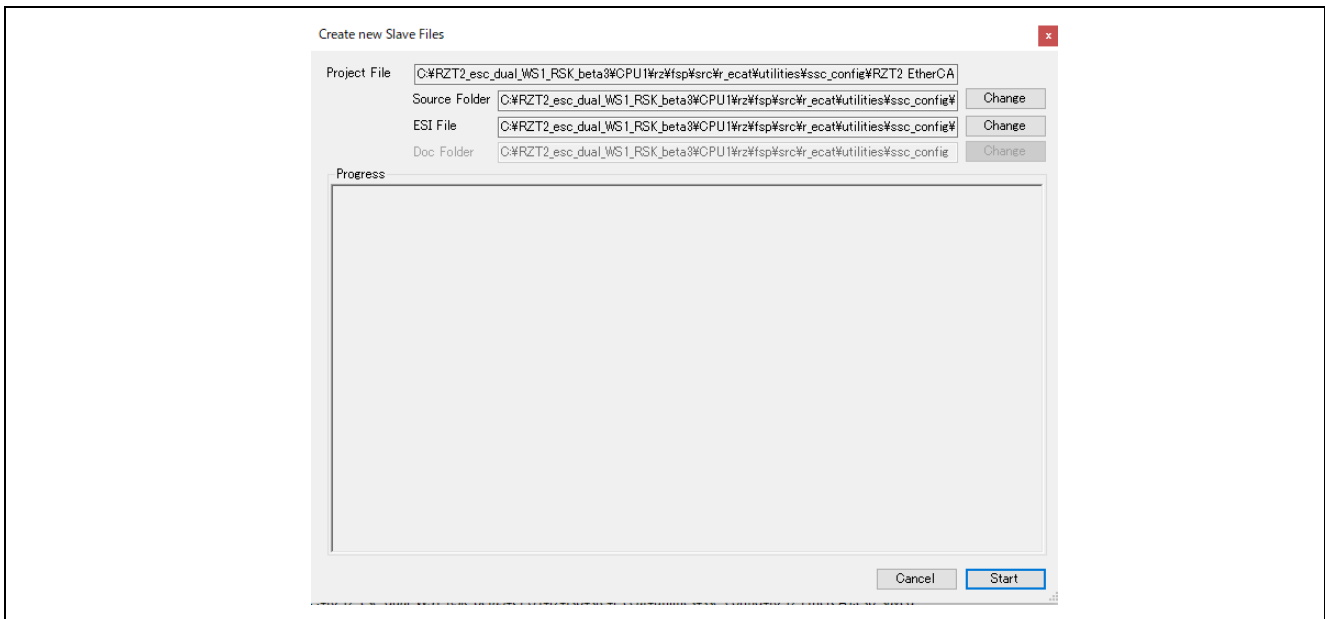 Create new Slave Files
x
Project File C:¥RZT2_esc_dual_WS1_RSK_beta3¥CPU1¥rz¥fsp¥src¥r_ecat¥utilities¥ssc_config¥RZT2 EtherCA
Source Folder C:¥RZT2_esc_dual_WS1_RSK_beta3¥CPU1¥rz¥fsp¥src¥r_ecat¥utilities¥ssc_config¥ Change
ESI File C:¥RZT2_esc_dual_WS1_RSK_beta3¥CPU1¥rz¥fsp¥src¥r_ecat¥utilities¥ssc_config¥ Change
Doc Folder C:¥RZT2_esc_dual_WS1_RSK_beta3¥CPU1¥rz¥fsp¥src¥r_ecat¥utilities¥ssc_config Change
Progress
Cancel Start